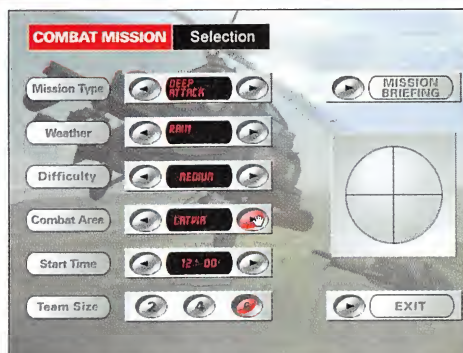 COMBAT MISSION Selection
Mission Type
DEEP
ATTACK
MISSION
BRIEFING
Weather
RAIN
Difficulty
MEDIUM
Combat Area
LATVIA
Start Time
12:00
Team Size
2
4
6
EXIT